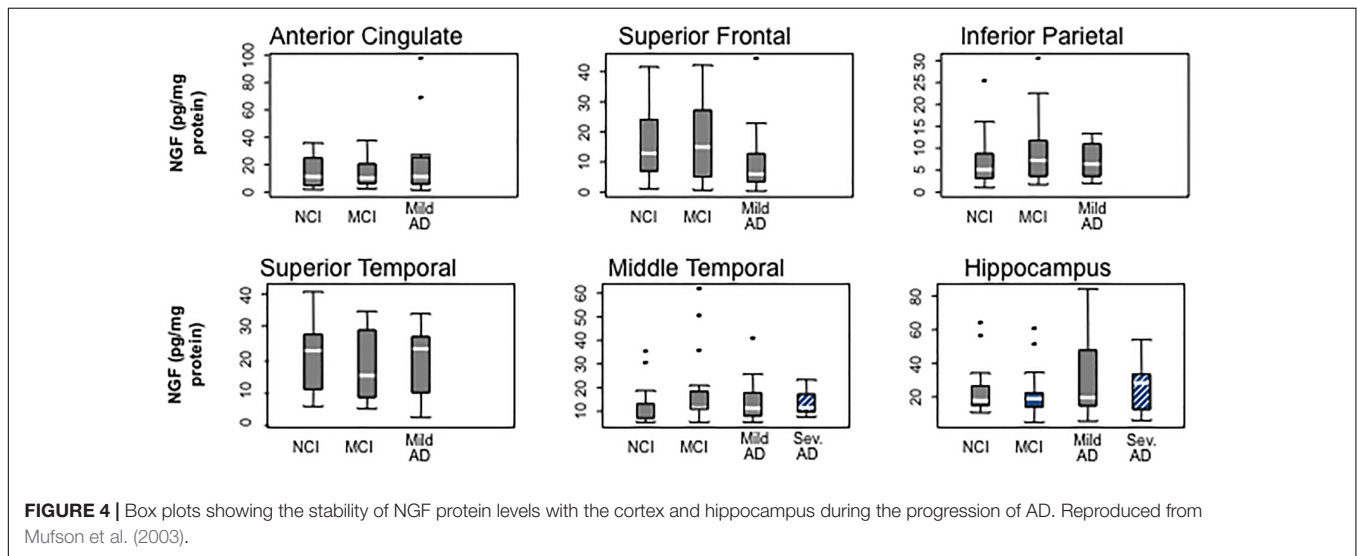 Anterior Cingulate
NGF (pg/mg
protein)
100
80
60
40
20
0
NCI
MCI
Mild
AD
Superior Frontal
40
30
20
10
0
NCI
MCI
Mild
AD
Inferior Parietal
30
25
20
15
10
5
0
NCI
MCI
Mild
AD
Superior Temporal
NGF (pg/mg
protein)
40
30
20
10
0
NCI
MCI
Mild
AD
Middle Temporal
60
50
40
30
20
10
NCI
MCI
Mild
AD
Sev.
AD
Hippocampus
80
60
40
20
NCI
MCI
Mild
AD
Sev.
AD
FIGURE 4 | Box plots showing the stability of NGF protein levels with the cortex and hippocampus during the progression of AD. Reproduced from
Mufson et al. (2003).